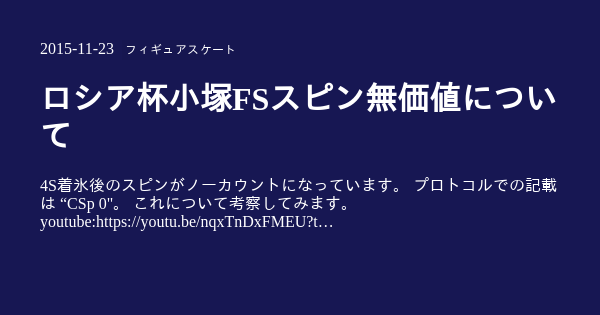 2015-11-23 フィギュアスケート
ロシア杯小塚FSスピン無価値につい
て
4S着氷後のスピンがノーカウントになっています。 プロトコルでの記載
は “CSp 0"。 これについて考察してみます。
youtube:https://youtu.be/nqxTnDxFMEU?t…